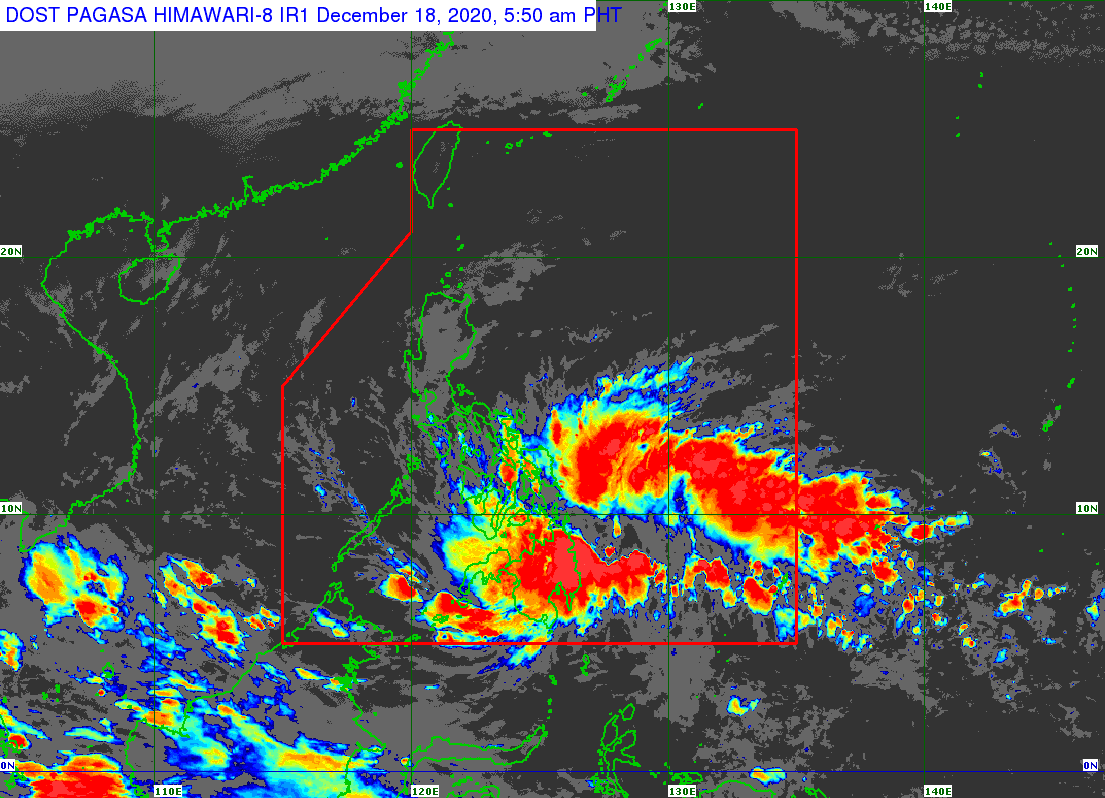 DOST PAGASA HIMAWARI-8 IR1 December 18, 2020, 5:50 am PHT
130E 140E
20N 20N
10N 10N
0N 0N
110E 120E 130E 140E